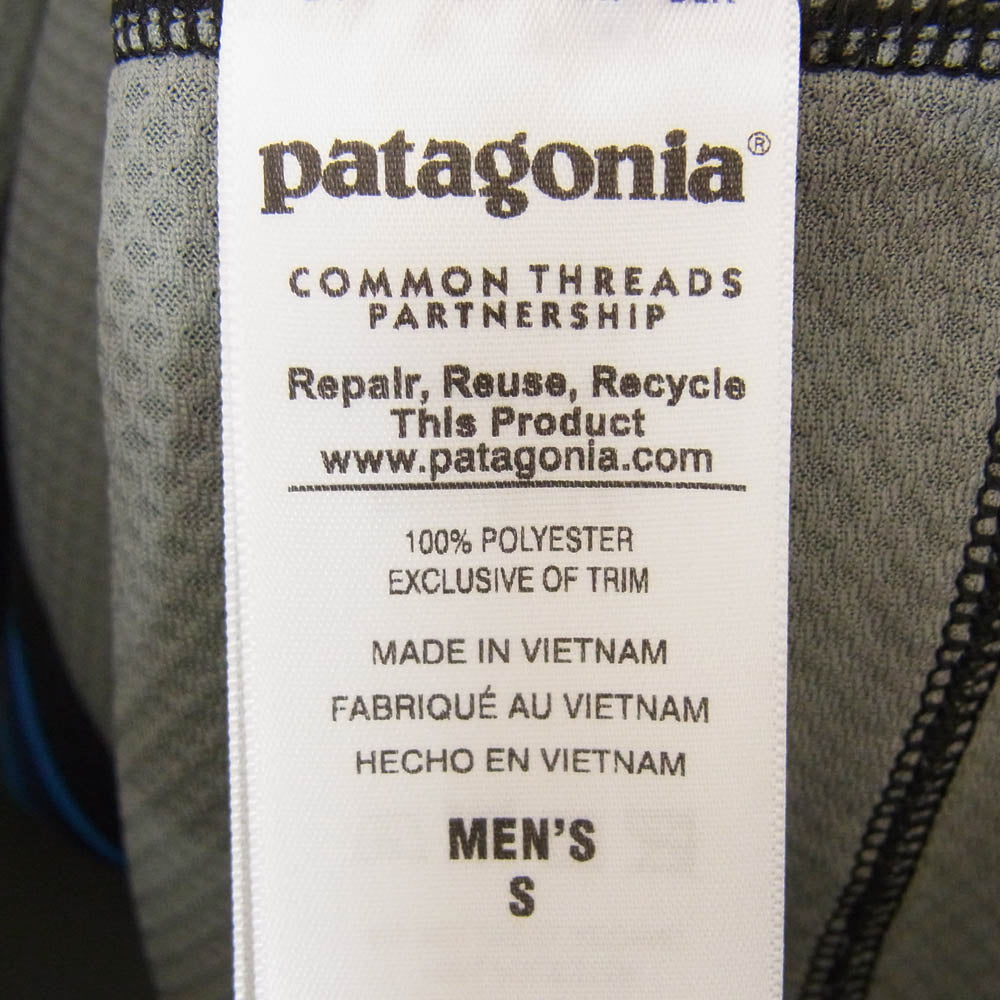 patagonia®
COMMON THREADS
PARTNERSHIP
Repair, Reuse, Recycle
This Product
www.patagonia.com
100% POLYESTER
EXCLUSIVE OF TRIM
MADE IN VIETNAM
FABRIQUÉ AU VIETNAM
HECHO EN VIETNAM
MEN'S
S